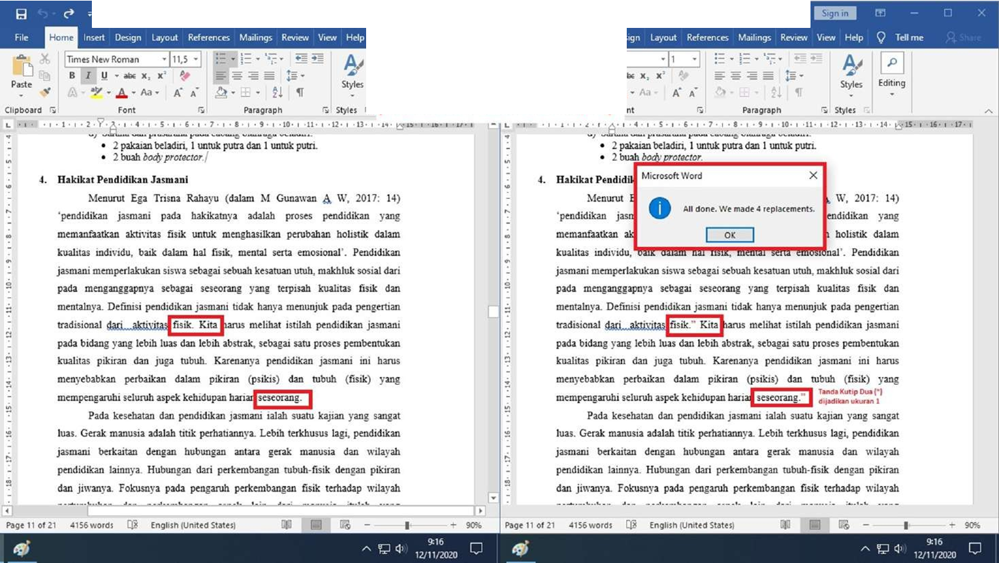 Sign in
File Home Insert Design Layout References Mailings Review View Help
Layout References Mailings Review View Help Tell me Share
Times New Roman 11,5
1
Paste
Styles
Styles
Editing
Clipboard Font Paragraph Styles
Paragraph Styles
• 2 pakaian beladiri, 1 untuk putra dan 1 untuk putri.
• 2 buah body protector.
4. Hakikat Pendidikan Jasmani
Menurut Ega Trisna Rahayu (dalam M Gunawan A W, 2017: 14)
‘pendidikan jasmani pada hakikatnya adalah proses pendidikan yang
memanfaatkan aktivitas fisik untuk menghasilkan perubahan holistik dalam
kualitas individu, baik dalam hal fisik, mental serta emosional’. Pendidikan
jasmani memperlakukan siswa sebagai sebuah kesatuan utuh, makhluk sosial dari
pada menganggapnya sebagai seseorang yang terpisah kualitas fisik dan
mentalnya. Definisi pendidikan jasmani tidak hanya menunjuk pada pengertian
tradisional dari aktivitas fisik. Kita harus melihat istilah pendidikan jasmani
pada bidang yang lebih luas dan lebih abstrak, sebagai satu proses pembentukan
kualitas pikiran dan juga tubuh. Karenanya pendidikan jasmani ini harus
menyebabkan perbaikan dalam pikiran (psikis) dan tubuh (fisik) yang
mempengaruhi seluruh aspek kehidupan harian seseorang.
Pada kesehatan dan pendidikan jasmani ialah suatu kajian yang sangat
luas. Gerak manusia adalah titik perhatiannya. Lebih terkhusus lagi, pendidikan
jasmani berkaitan dengan hubungan antara gerak manusia dan wilayah
pendidikan lainnya. Hubungan dari perkembangan tubuh-fisik dengan pikiran
dan jiwanya. Fokusnya pada pengaruh perkembangan fisik terhadap wilayah
Page 11 of 21 4156 words English (United States) 90%
9:16
12/11/2020
• 2 pakaian beladiri, 1 untuk putra dan 1 untuk putri.
• 2 buah body protector.
Microsoft Word
All done. We made 4 replacements.
OK
4. Hakikat Pendidik
Menurut W, 2017: 14)
‘pendidikan jasm endidikan yang
memanfaatkan ak holistik dalam
kualitas individu, baik dalam hal fisik, mental serta emosional’. Pendidikan
jasmani memperlakukan siswa sebagai sebuah kesatuan utuh, makhluk sosial dari
pada menganggapnya sebagai seseorang yang terpisah kualitas fisik dan
mentalnya. Definisi pendidikan jasmani tidak hanya menunjuk pada pengertian
tradisional dari aktivitas fisik.” Kita harus melihat istilah pendidikan jasmani
pada bidang yang lebih luas dan lebih abstrak, sebagai satu proses pembentukan
kualitas pikiran dan juga tubuh. Karenanya pendidikan jasmani ini harus
menyebabkan perbaikan dalam pikiran (psikis) dan tubuh (fisik) yang
mempengaruhi seluruh aspek kehidupan harian seseorang.”
Tanda Kutip Dua (")
dijadikan ukuran 1
Pada kesehatan dan pendidikan jasmani ialah suatu kajian yang sangat
luas. Gerak manusia adalah titik perhatiannya. Lebih terkhusus lagi, pendidikan
jasmani berkaitan dengan hubungan antara gerak manusia dan wilayah
pendidikan lainnya. Hubungan dari perkembangan tubuh-fisik dengan pikiran
dan jiwanya. Fokusnya pada pengaruh perkembangan fisik terhadap wilayah
Page 11 of 21 4156 words English (United States) 90%
9:16
12/11/2020